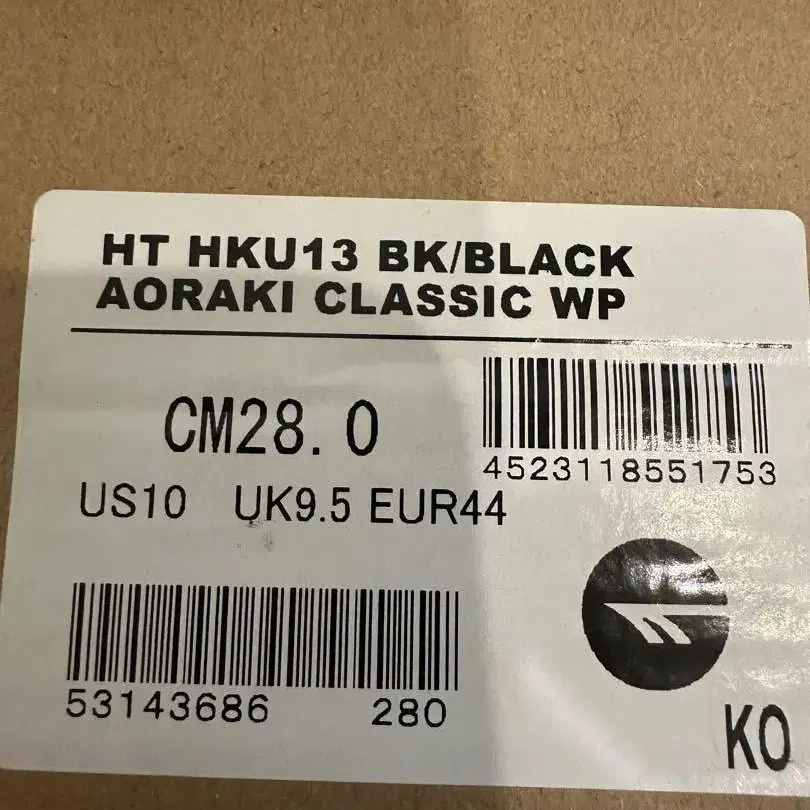 HT HKU13 BK/BLACK
AORAKI CLASSIC WP
CM28.0
4523118551753
US10 UK9.5 EUR44
53143686 280
KO